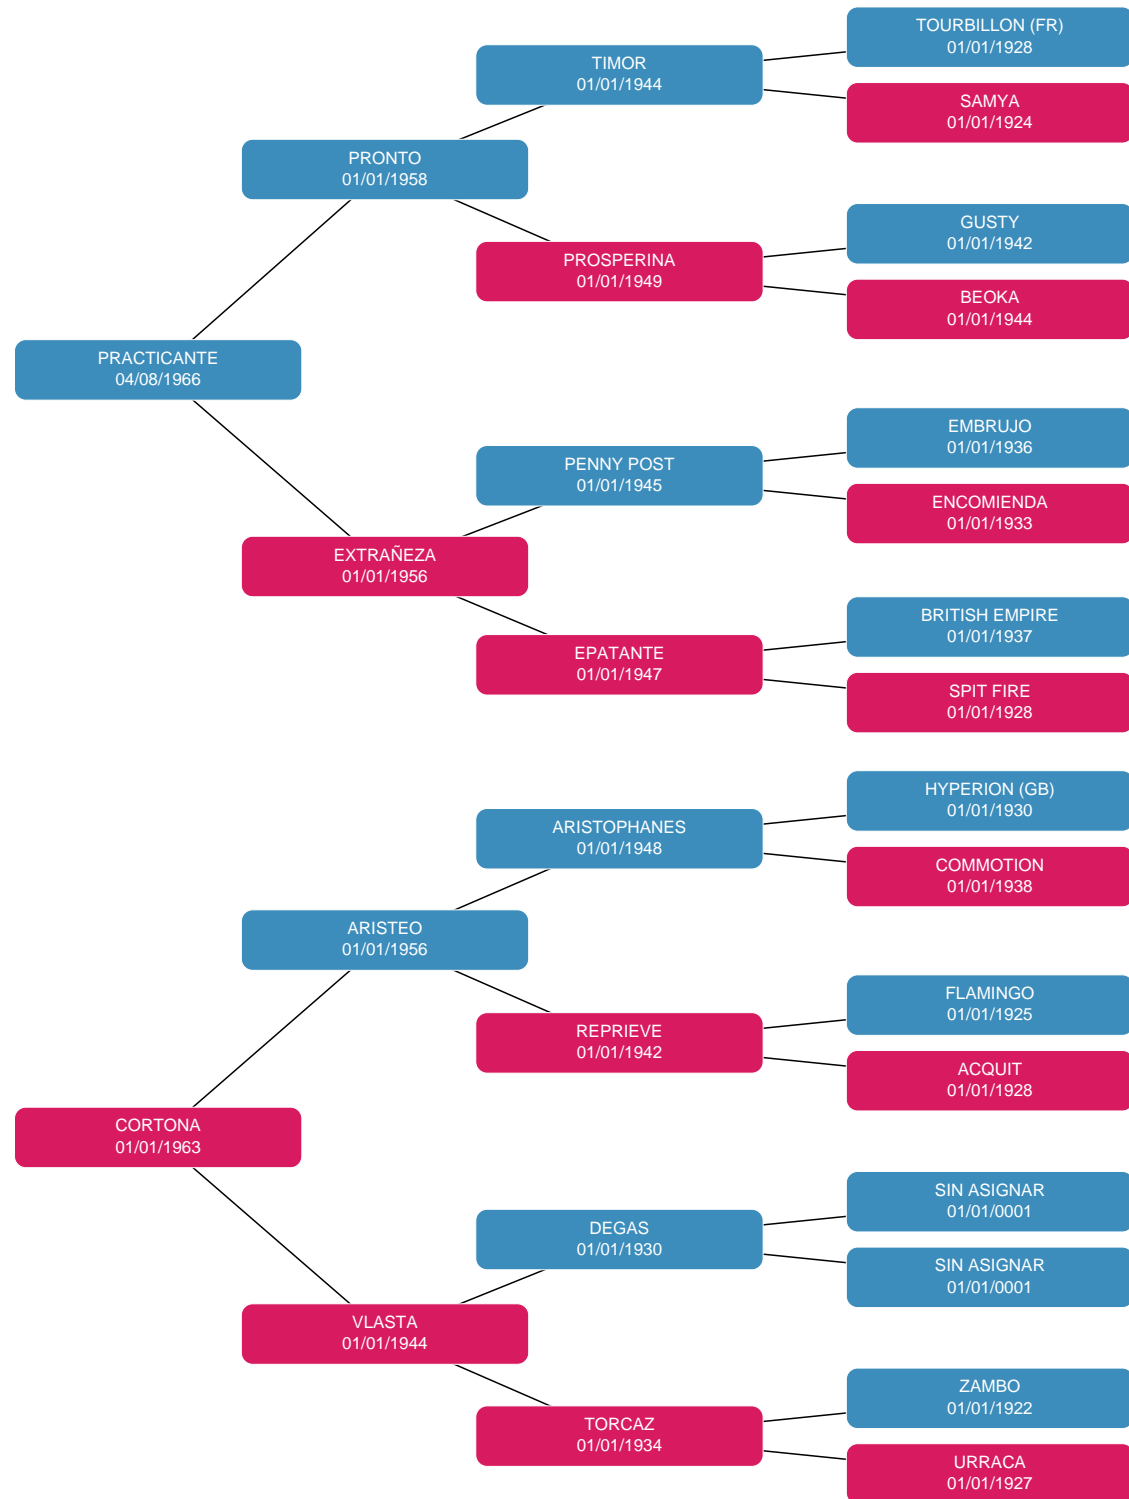 TOURBILLON (FR)
01/01/1928
TIMOR
01/01/1944
SAMYA
01/01/1924
PRONTO
01/01/1958
GUSTY
01/01/1942
PROSPERINA
01/01/1949
BEOKA
01/01/1944
PRACTICANTE
04/08/1966
EMBRUJO
01/01/1936
PENNY POST
01/01/1945
ENCOMIENDA
01/01/1933
EXTRAÑEZA
01/01/1956
BRITISH EMPIRE
01/01/1937
EPATANTE
01/01/1947
SPIT FIRE
01/01/1928
HYPERION (GB)
01/01/1930
ARISTOPHANES
01/01/1948
COMMOTION
01/01/1938
ARISTEO
01/01/1956
FLAMINGO
01/01/1925
REPRIEVE
01/01/1942
ACQUIT
01/01/1928
CORTONA
01/01/1963
SIN ASIGNAR
01/01/0001
DEGAS
01/01/1930
SIN ASIGNAR
01/01/0001
VLASTA
01/01/1944
ZAMBO
01/01/1922
TORCAZ
01/01/1934
URRACA
01/01/1927